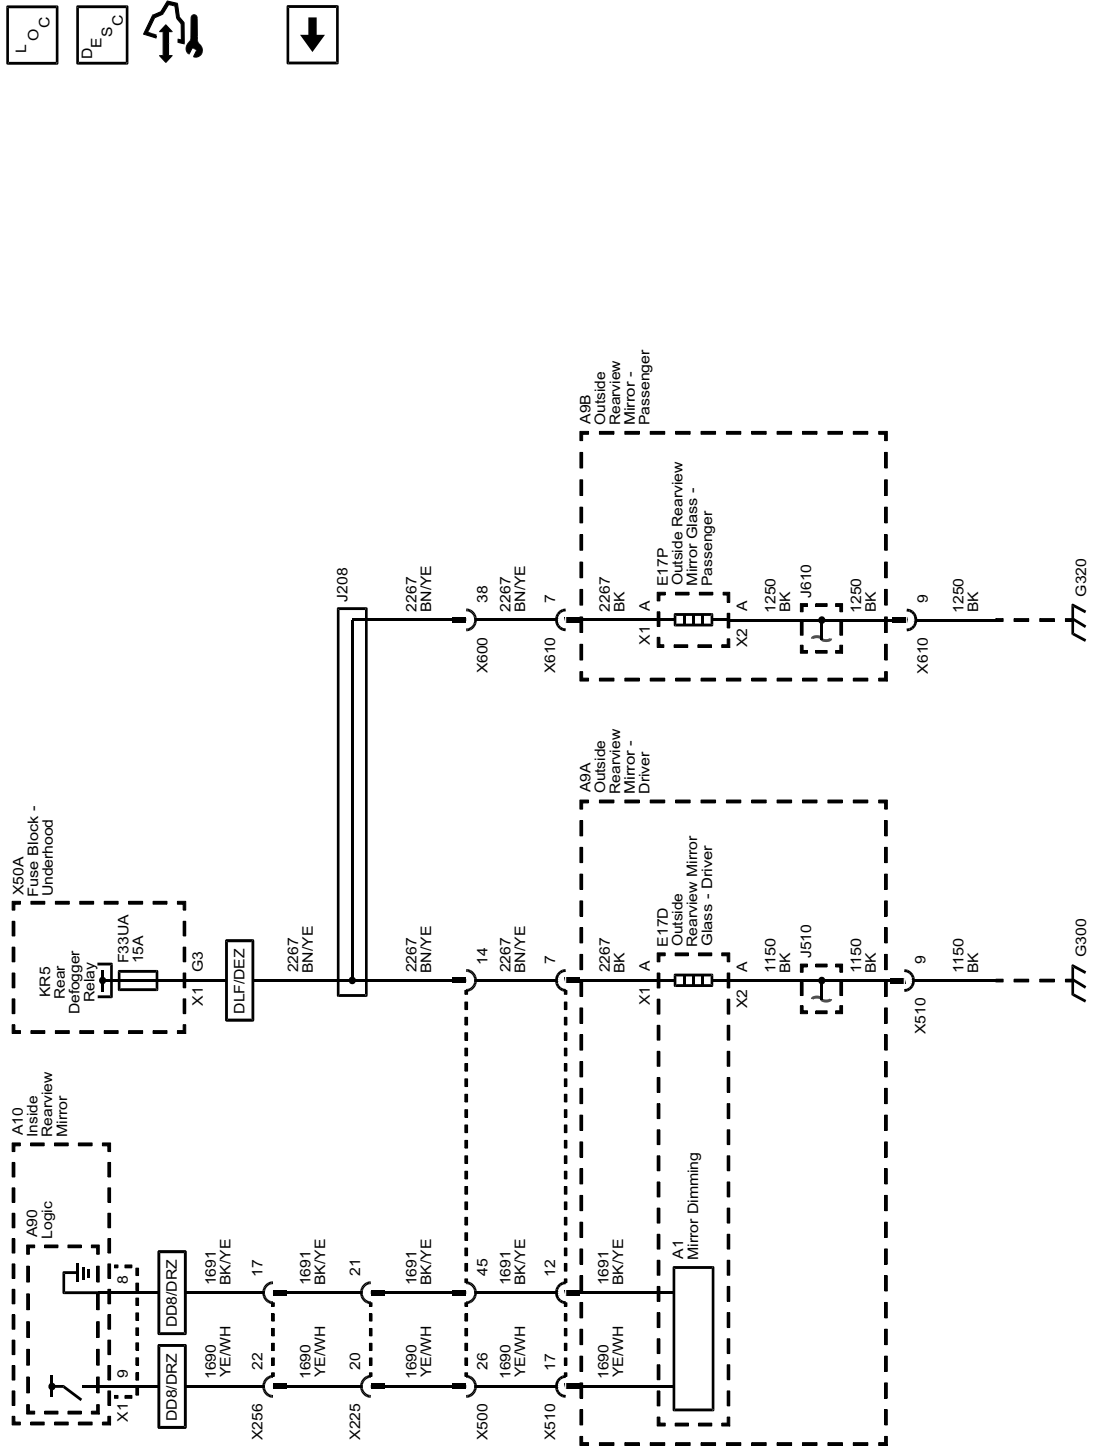 LOC
DESC
A10
Inside
Rearview
Mirror
A90
Logic
X1
9
8
DD8/DRZ
DD8/DRZ
1690
YE/WH
1691
BK/YE
X256
22
17
1690
YE/WH
1691
BK/YE
X225
20
21
1690
YE/WH
1691
BK/YE
X500
26
45
1690
YE/WH
1691
BK/YE
X510
17
12
1690
YE/WH
1691
BK/YE
A1
Mirror Dimming
X50A
Fuse Block -
Underhood
KR5
Rear
Defogger
Relay
F33UA
15A
X1
G3
DLF/DEZ
2267
BN/YE
J208
2267
BN/YE
14
2267
BN/YE
7
A9A
Outside
Rearview
Mirror -
Driver
2267
BK
X1
A
E17D
Outside
Rearview Mirror
Glass - Driver
X2
A
1150
BK
J510
1150
BK
X510
9
1150
BK
G300
2267
BN/YE
X600
38
2267
BN/YE
X610
7
A9B
Outside
Rearview
Mirror -
Passenger
2267
BK
X1
A
E17P
Outside Rearview
Mirror Glass -
Passenger
X2
A
1250
BK
J610
1250
BK
X610
9
1250
BK
G320